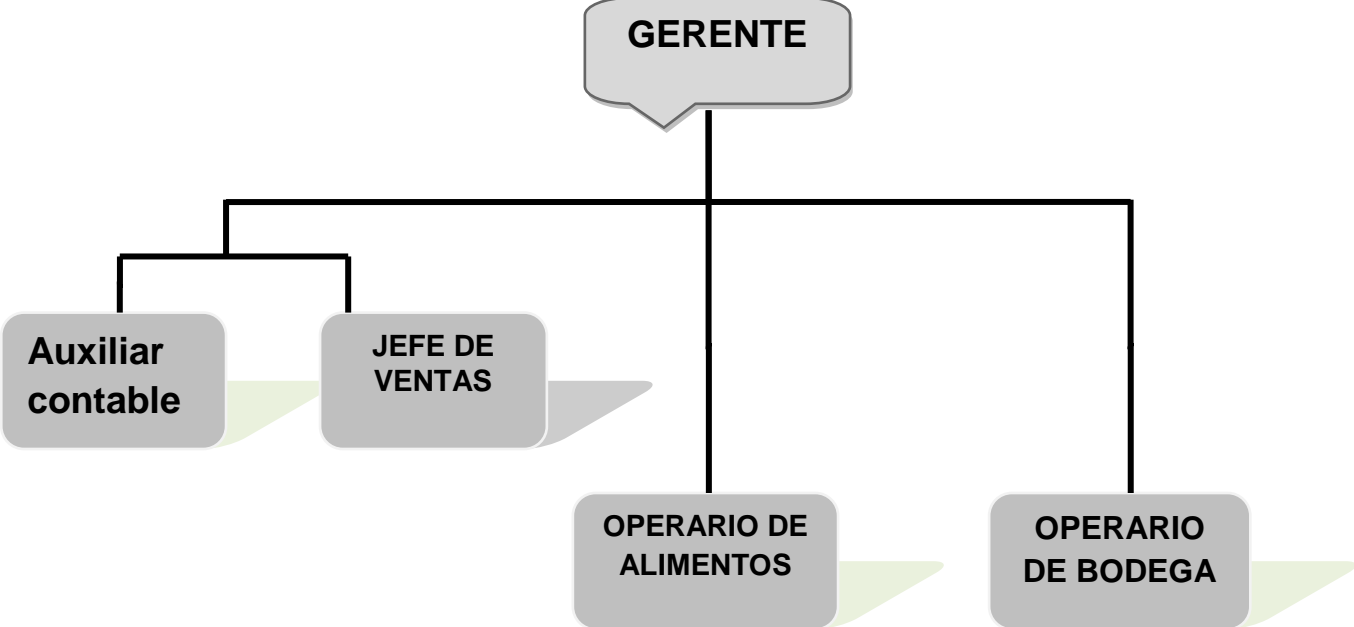 GERENTE
Auxiliar
contable
JEFE DE
VENTAS
OPERARIO DE
ALIMENTOS
OPERARIO
DE BODEGA